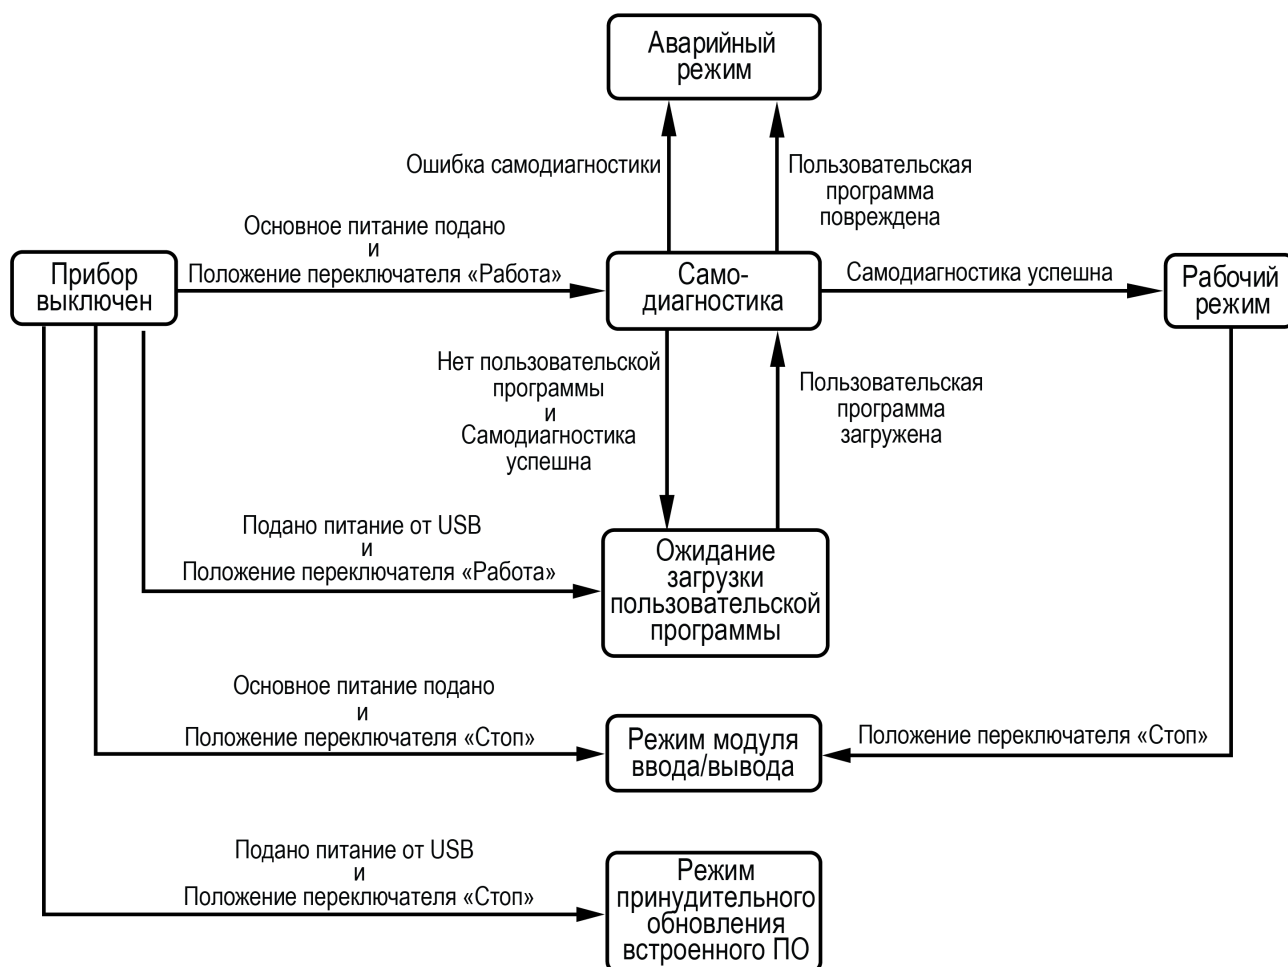 Аварийный
режим
Ошибка самодиагностики
Пользовательская
программа
повреждена
Основное питание подано
и
Положение переключателя «Работа»
Прибор
выключен
Само-
диагностика
Самодиагностика успешна
Рабочий
режим
Нет пользовательской
программы
и
Самодиагностика
успешна
Пользовательская
программа
загружена
Подано питание от USB
и
Положение переключателя «Работа»
Ожидание
загрузки
пользовательской
программы
Основное питание подано
и
Положение переключателя «Стоп»
Режим модуля
ввода/вывода
Положение переключателя «Стоп»
Подано питание от USB
и
Положение переключателя «Стоп»
Режим
принудительного
обновления
встроенного ПО